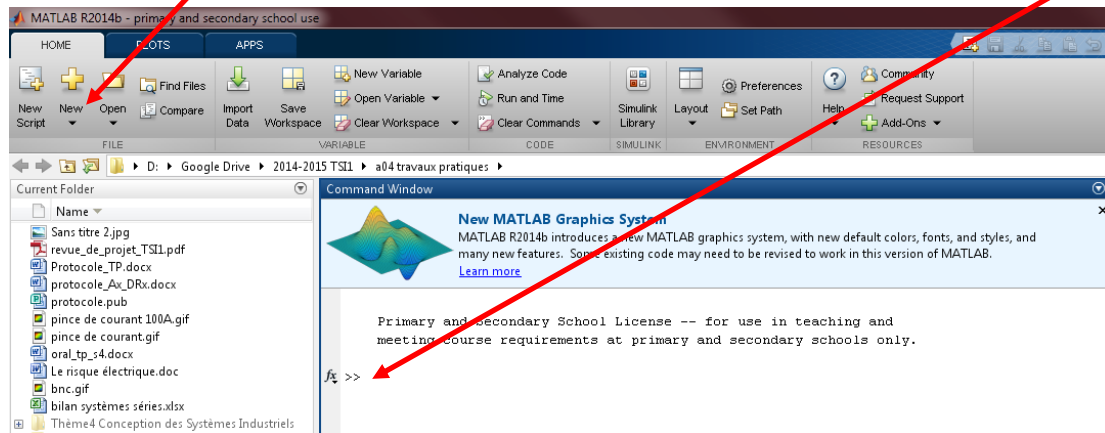 MATLAB R2014b - primary and secondary school use
HOME PLOTS APPS
New Script
New
Open
Find Files
Compare
FILE
Import Data
Save Workspace
New Variable
Open Variable
Clear Workspace
VARIABLE
Analyze Code
Run and Time
Clear Commands
CODE
Simulink Library
SIMULINK
Layout
Preferences
Set Path
ENVIRONMENT
Help
Community
Request Support
Add-Ons
RESOURCES
D: Google Drive 2014-2015 TSI1 a04 travaux pratiques
Current Folder
Name
Sans titre 2.jpg
revue_de_projet_TSI1.pdf
Protocole_TP.docx
protocole_Ax_DRx.docx
protocole.pub
pince de courant 100A.gif
pince de courant.gif
oral_tp_s4.docx
Le risque électrique.doc
bnc.gif
bilan systèmes séries.xlsx
Thème4 Conception des Systèmes Industriels
Command Window
New MATLAB Graphics System
MATLAB R2014b introduces a new MATLAB graphics system, with new default colors, fonts, and styles, and
many new features. Some existing code may need to be revised to work in this version of MATLAB.
Learn more
Primary and Secondary School License -- for use in teaching and
meeting course requirements at primary and secondary schools only.
fx >>